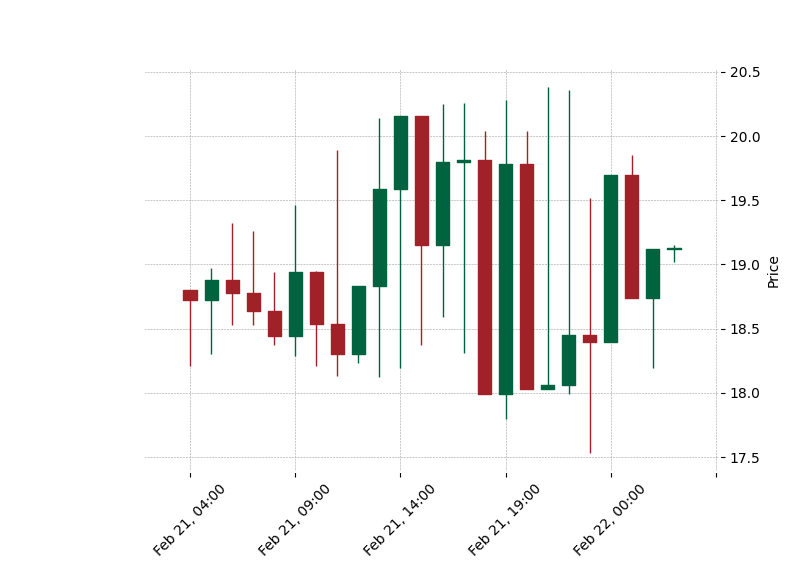 20.5
20.0
19.5
19.0
18.5
18.0
17.5
Price
Feb 21, 04:00
Feb 21, 09:00
Feb 21, 14:00
Feb 21, 19:00
Feb 22, 00:00